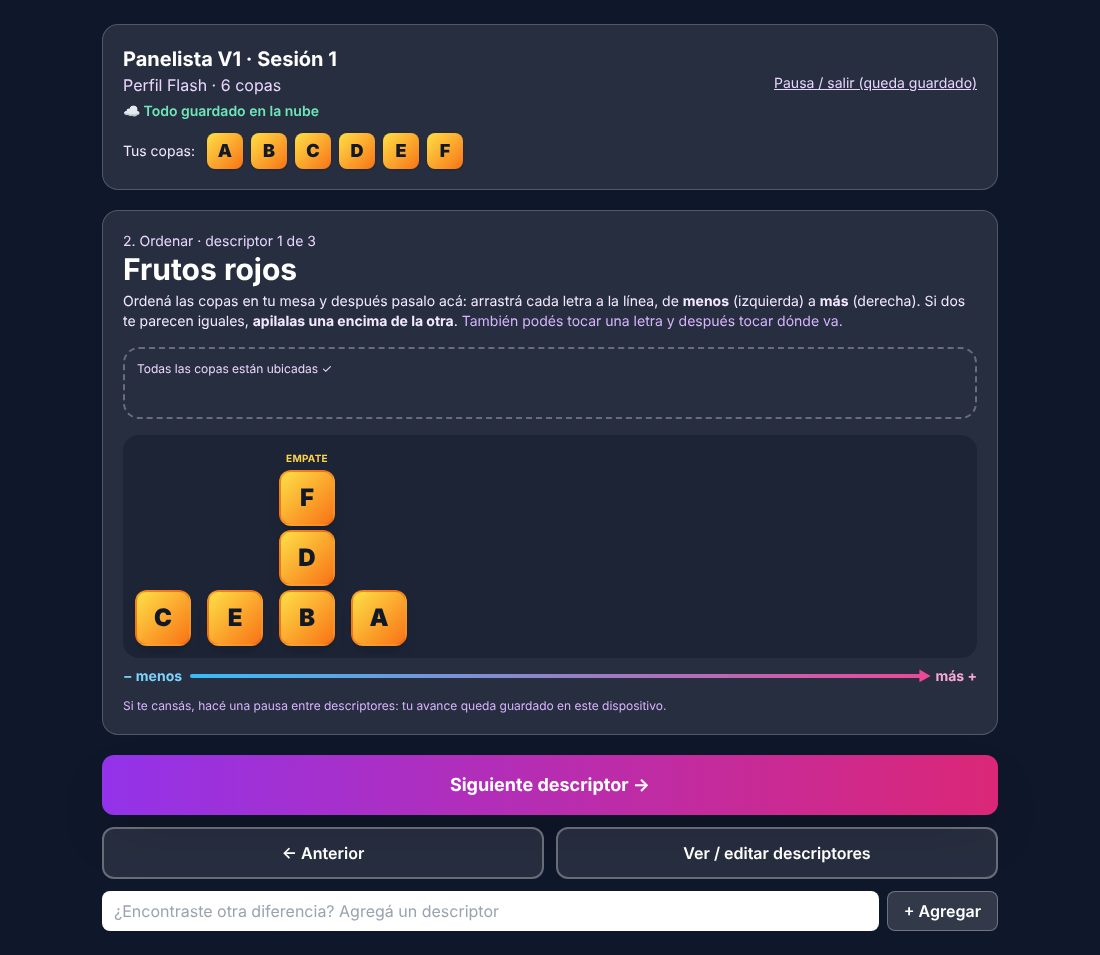 Panelista V1 · Sesión 1
Perfil Flash · 6 copas
Pausa / salir (queda guardado)
☁️ Todo guardado en la nube
Tus copas: A B C D E F
2. Ordenar · descriptor 1 de 3
Frutos rojos
Ordená las copas en tu mesa y después pasalo acá: arrastrá cada letra a la línea, de menos (izquierda) a más (derecha). Si dos
te parecen iguales, apilalas una encima de la otra. También podés tocar una letra y después tocar dónde va.
Todas las copas están ubicadas ✓
EMPATE
F
D
C E B A
– menos más +
Si te cansás, hacé una pausa entre descriptores: tu avance queda guardado en este dispositivo.
Siguiente descriptor →
← Anterior
Ver / editar descriptores
¿Encontraste otra diferencia? Agregá un descriptor
+ Agregar